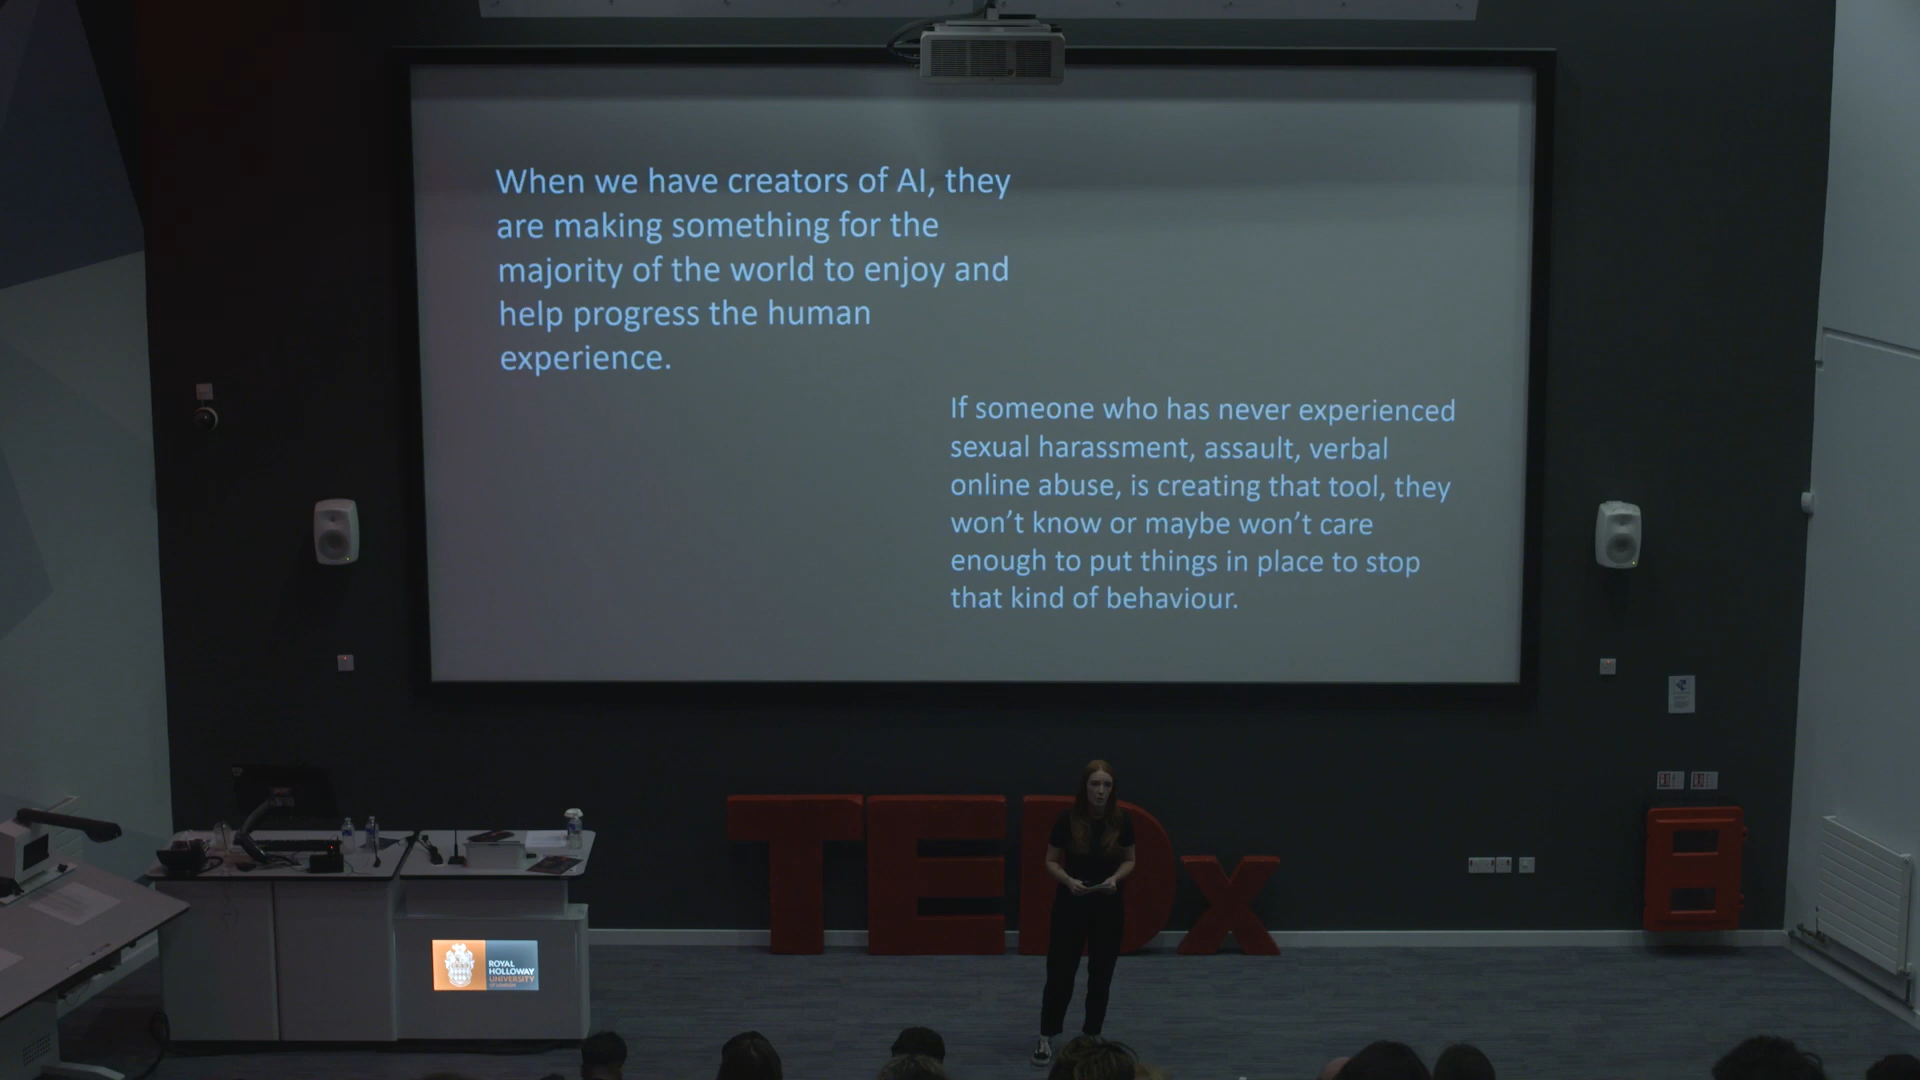 When we have creators of AI, they
are making something for the
majority of the world to enjoy and
help progress the human
experience.
If someone who has never experienced
sexual harassment, assault, verbal
online abuse, is creating that tool, they
won't know or maybe won't care
enough to put things in place to stop
that kind of behaviour.
TEDx
ROYAL
HOLLOWAY
UNIVERSITY
OF LONDON